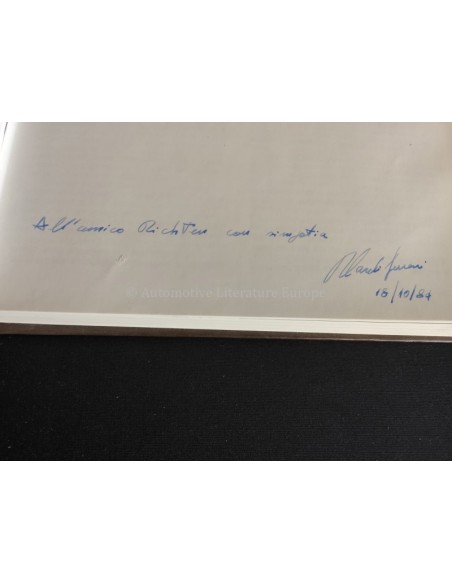 All'amico Richter con simpatia
18/10/84
© Automotive Literature Europe